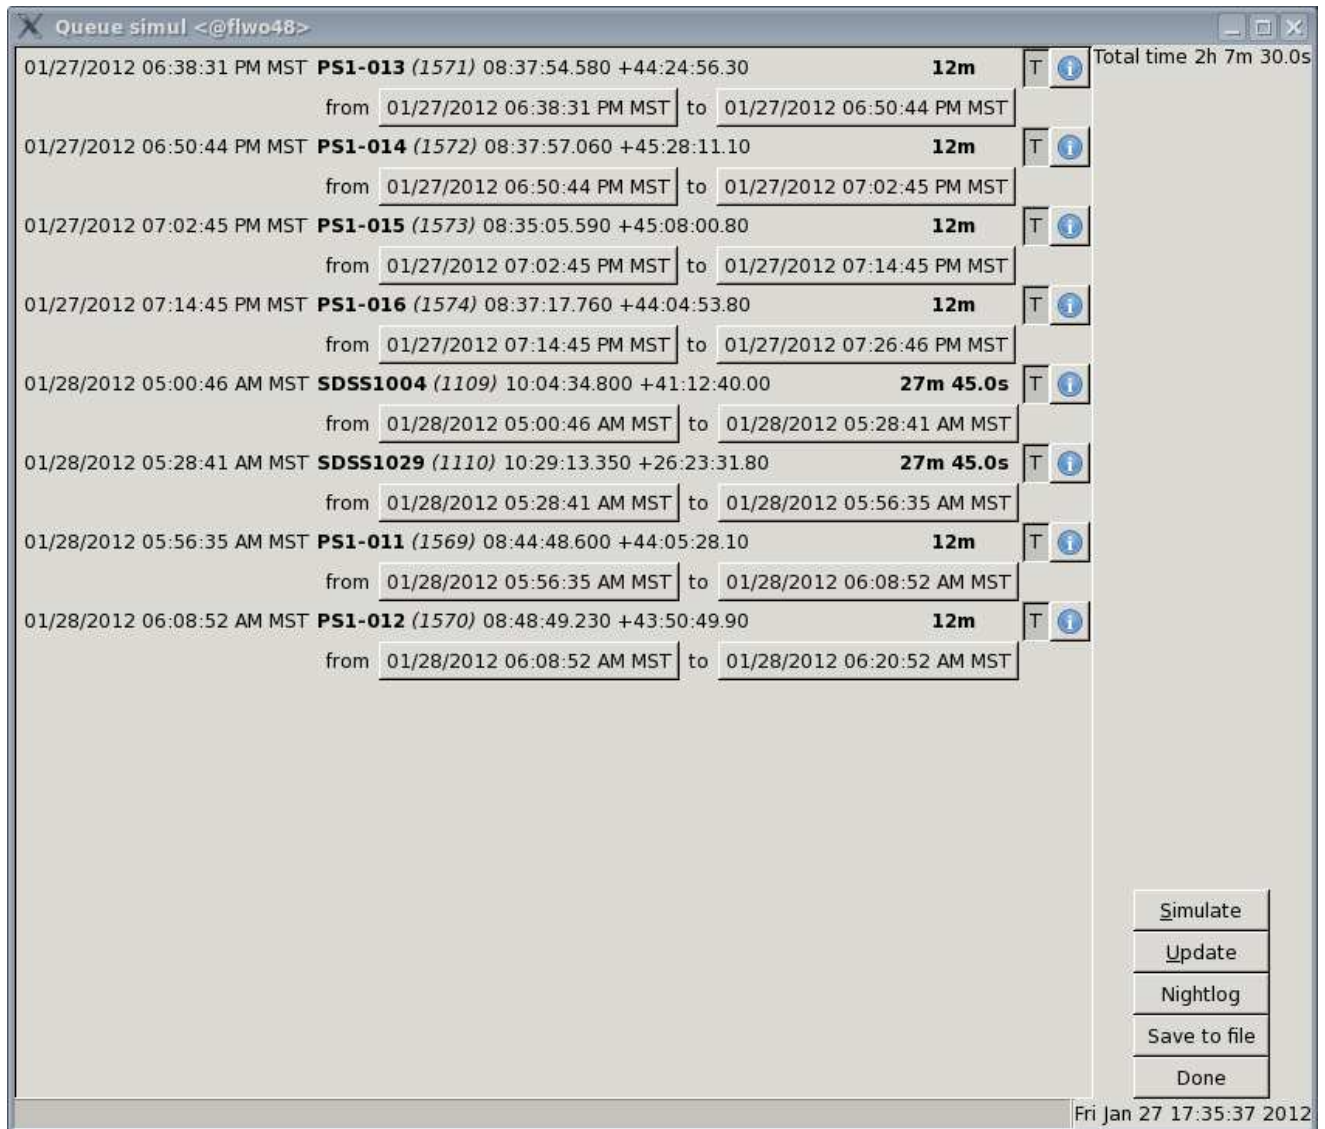 Queue simul <@flwo48>
01/27/2012 06:38:31 PM MST PS1-013 (1571) 08:37:54.580 +44:24:56.30 12m T i
Total time 2h 7m 30.0s
from 01/27/2012 06:38:31 PM MST to 01/27/2012 06:50:44 PM MST
01/27/2012 06:50:44 PM MST PS1-014 (1572) 08:37:57.060 +45:28:11.10 12m T i
from 01/27/2012 06:50:44 PM MST to 01/27/2012 07:02:45 PM MST
01/27/2012 07:02:45 PM MST PS1-015 (1573) 08:35:05.590 +45:08:00.80 12m T i
from 01/27/2012 07:02:45 PM MST to 01/27/2012 07:14:45 PM MST
01/27/2012 07:14:45 PM MST PS1-016 (1574) 08:37:17.760 +44:04:53.80 12m T i
from 01/27/2012 07:14:45 PM MST to 01/27/2012 07:26:46 PM MST
01/28/2012 05:00:46 AM MST SDSS1004 (1109) 10:04:34.800 +41:12:40.00 27m 45.0s T i
from 01/28/2012 05:00:46 AM MST to 01/28/2012 05:28:41 AM MST
01/28/2012 05:28:41 AM MST SDSS1029 (1110) 10:29:13.350 +26:23:31.80 27m 45.0s T i
from 01/28/2012 05:28:41 AM MST to 01/28/2012 05:56:35 AM MST
01/28/2012 05:56:35 AM MST PS1-011 (1569) 08:44:48.600 +44:05:28.10 12m T i
from 01/28/2012 05:56:35 AM MST to 01/28/2012 06:08:52 AM MST
01/28/2012 06:08:52 AM MST PS1-012 (1570) 08:48:49.230 +43:50:49.90 12m T i
from 01/28/2012 06:08:52 AM MST to 01/28/2012 06:20:52 AM MST
Simulate
Update
Nightlog
Save to file
Done
Fri Jan 27 17:35:37 2012